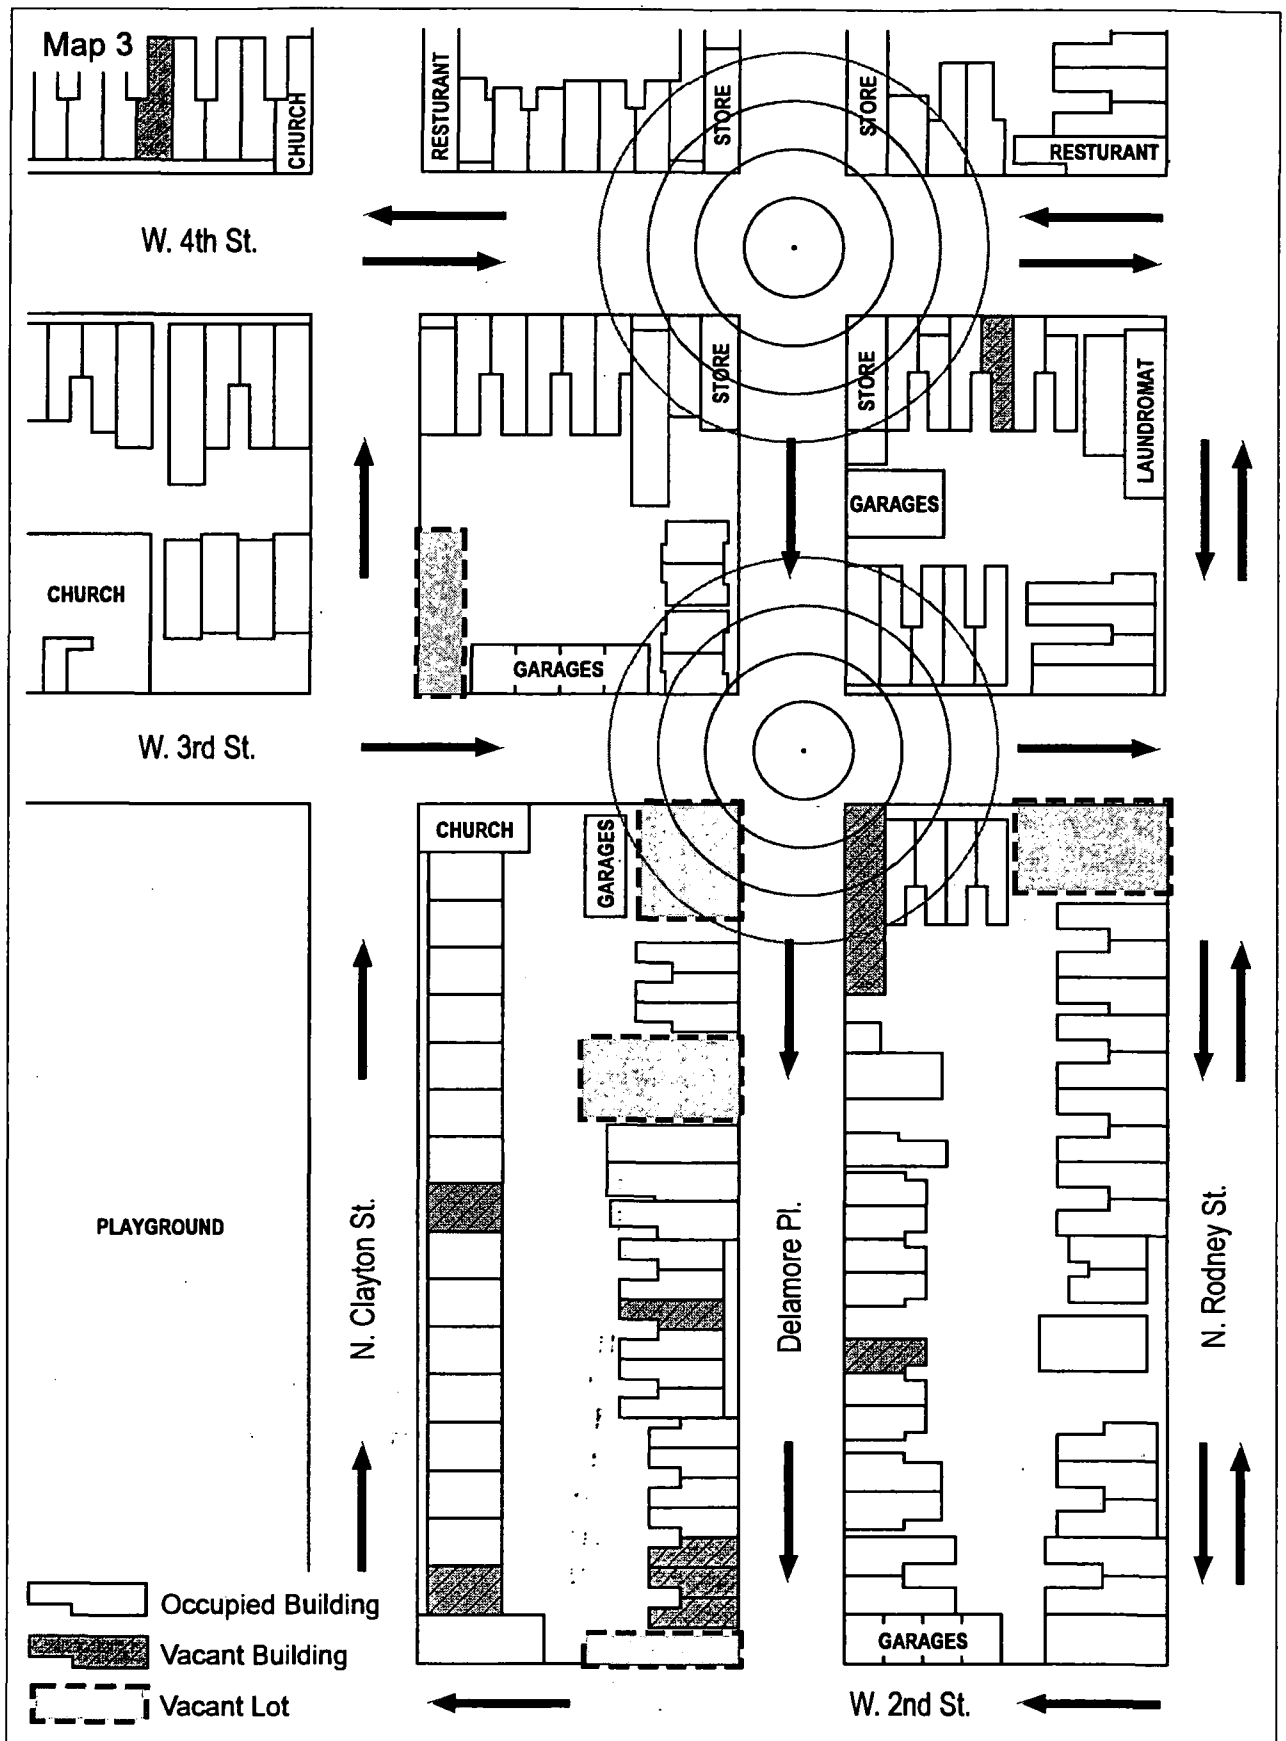 Map 3
CHURCH
RESTURANT
STORE
STORE
RESTURANT
W. 4th St.
STORE
STORE
LAUNDROMAT
GARAGES
CHURCH
GARAGES
W. 3rd St.
CHURCH
GARAGES
PLAYGROUND
N. Clayton St.
Delamore Pl.
N. Rodney St.
Occupied Building
Vacant Building
Vacant Lot
GARAGES
W. 2nd St.